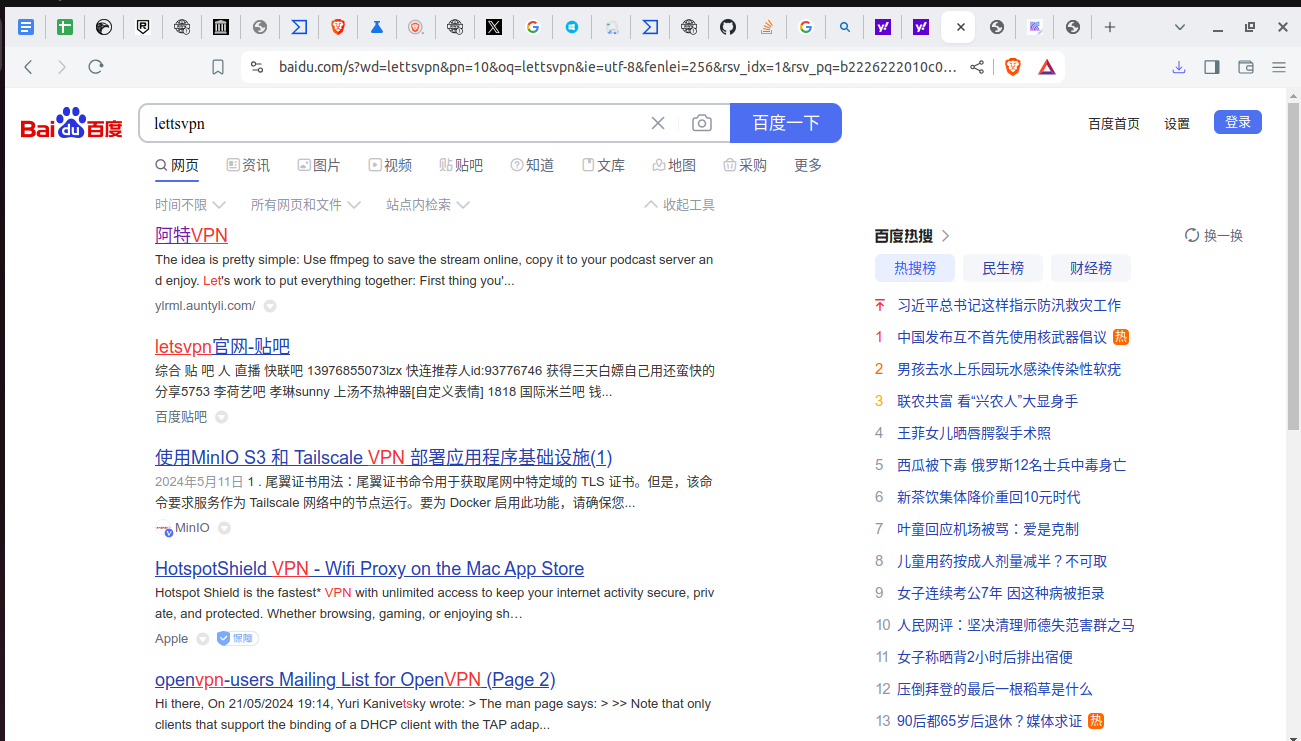 baidu.com/s?wd=lettsvpn&pn=10&oq=lettsvpn&ie=utf-8&fenlei=256&rsv_idx=1&rsv_pq=b2226222010c0...
Bai du 百度
lettsvpn
百度一下
百度首页 设置 登录
网页 资讯 图片 视频 贴吧 知道 文库 地图 采购 更多
时间不限 所有网页和文件 站点内检索 收起工具
阿特VPN
The idea is pretty simple: Use ffmpeg to save the stream online, copy it to your podcast server an
d enjoy. Let's work to put everything together: First thing you'...
ylrml.auntyli.com/
letsvpn官网-贴吧
综合 贴 吧 人 直播 快联吧 13976855073lzx 快连推荐人id:93776746 获得三天白嫖自己用还蛮快的
分享5753 李荷艺吧 孝琳sunny 上汤不热神器[自定义表情] 1818 国际米兰吧 钱...
百度贴吧
使用MinIO S3 和 Tailscale VPN 部署应用程序基础设施(1)
2024年5月11日 1 . 尾翼证书用法：尾翼证书命令用于获取尾网中特定域的 TLS 证书。但是，该命
令要求服务作为 Tailscale 网络中的节点运行。要为 Docker 启用此功能，请确保您...
MinIO
HotspotShield VPN - Wifi Proxy on the Mac App Store
Hotspot Shield is the fastest* VPN with unlimited access to keep your internet activity secure, priv
ate, and protected. Whether browsing, gaming, or enjoying sh…
Apple 保障
openvpn-users Mailing List for OpenVPN (Page 2)
Hi there, On 21/05/2024 19:14, Yuri Kanivetsky wrote: > The man page says: > >> Note that only
clients that support the binding of a DHCP client with the TAP adap...
百度热搜 换一换
热搜榜 民生榜 财经榜
习近平总书记这样指示防汛救灾工作
1 中国发布互不首先使用核武器倡议 热
2 男孩去水上乐园玩水感染传染性软疣
3 联农共富 看“兴农人”大显身手
4 王菲女儿晒唇腭裂手术照
5 西瓜被下毒 俄罗斯12名士兵中毒身亡
6 新茶饮集体降价重回10元时代
7 叶童回应机场被骂：爱是克制
8 儿童用药按成人剂量减半？不可取
9 女子连续考公7年 因这种病被拒录
10 人民网评：坚决清理师德失范害群之马
11 女子称晒背2小时后排出宿便
12 压倒拜登的最后一根稻草是什么
13 90后都65岁后退休？媒体求证 热